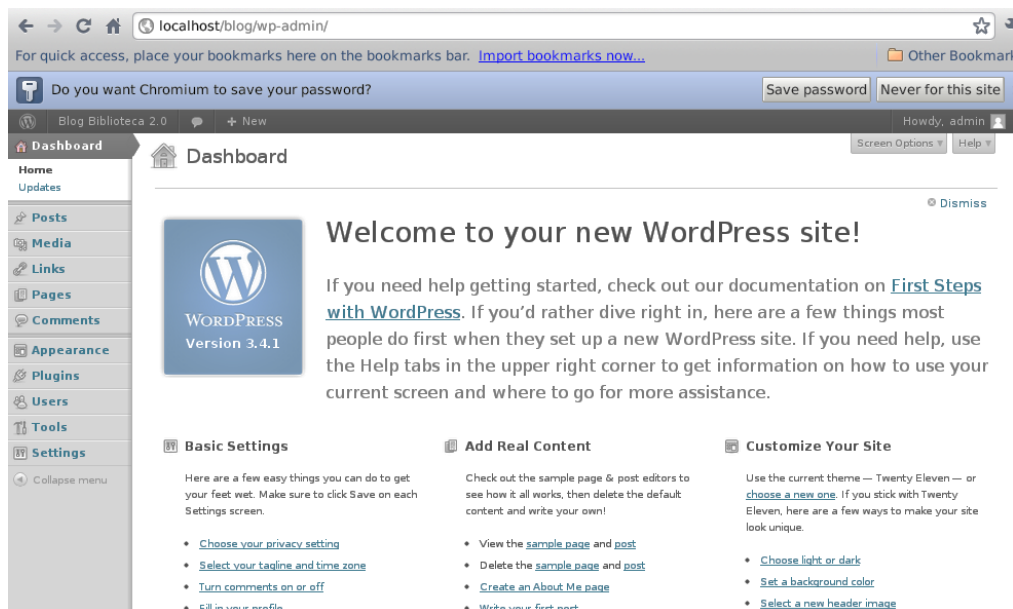 localhost/blog/wp-admin/
For quick access, place your bookmarks here on the bookmarks bar. Import bookmarks now...
Other Bookmar
Do you want Chromium to save your password?
Save password
Never for this site
Blog Biblioteca 2.0
+ New
Howdy, admin
Dashboard
Home
Updates
Posts
Media
Links
Pages
Comments
Appearance
Plugins
Users
Tools
Settings
Collapse menu
Dashboard
Screen Options
Help
Dismiss
WORDPRESS
Version 3.4.1
Welcome to your new WordPress site!
If you need help getting started, check out our documentation on First Steps
with WordPress. If you’d rather dive right in, here are a few things most
people do first when they set up a new WordPress site. If you need help, use
the Help tabs in the upper right corner to get information on how to use your
current screen and where to go for more assistance.
Basic Settings
Here are a few easy things you can do to get
your feet wet. Make sure to click Save on each
Settings screen.
• Choose your privacy setting
• Select your tagline and time zone
• Turn comments on or off
• Fill in your profile
Add Real Content
Check out the sample page & post editors to
see how it all works, then delete the default
content and write your own!
• View the sample page and post
• Delete the sample page and post
• Create an About Me page
• Write your first post
Customize Your Site
Use the current theme — Twenty Eleven — or
choose a new one. If you stick with Twenty
Eleven, here are a few ways to make your site
look unique.
• Choose light or dark
• Set a background color
• Select a new header image